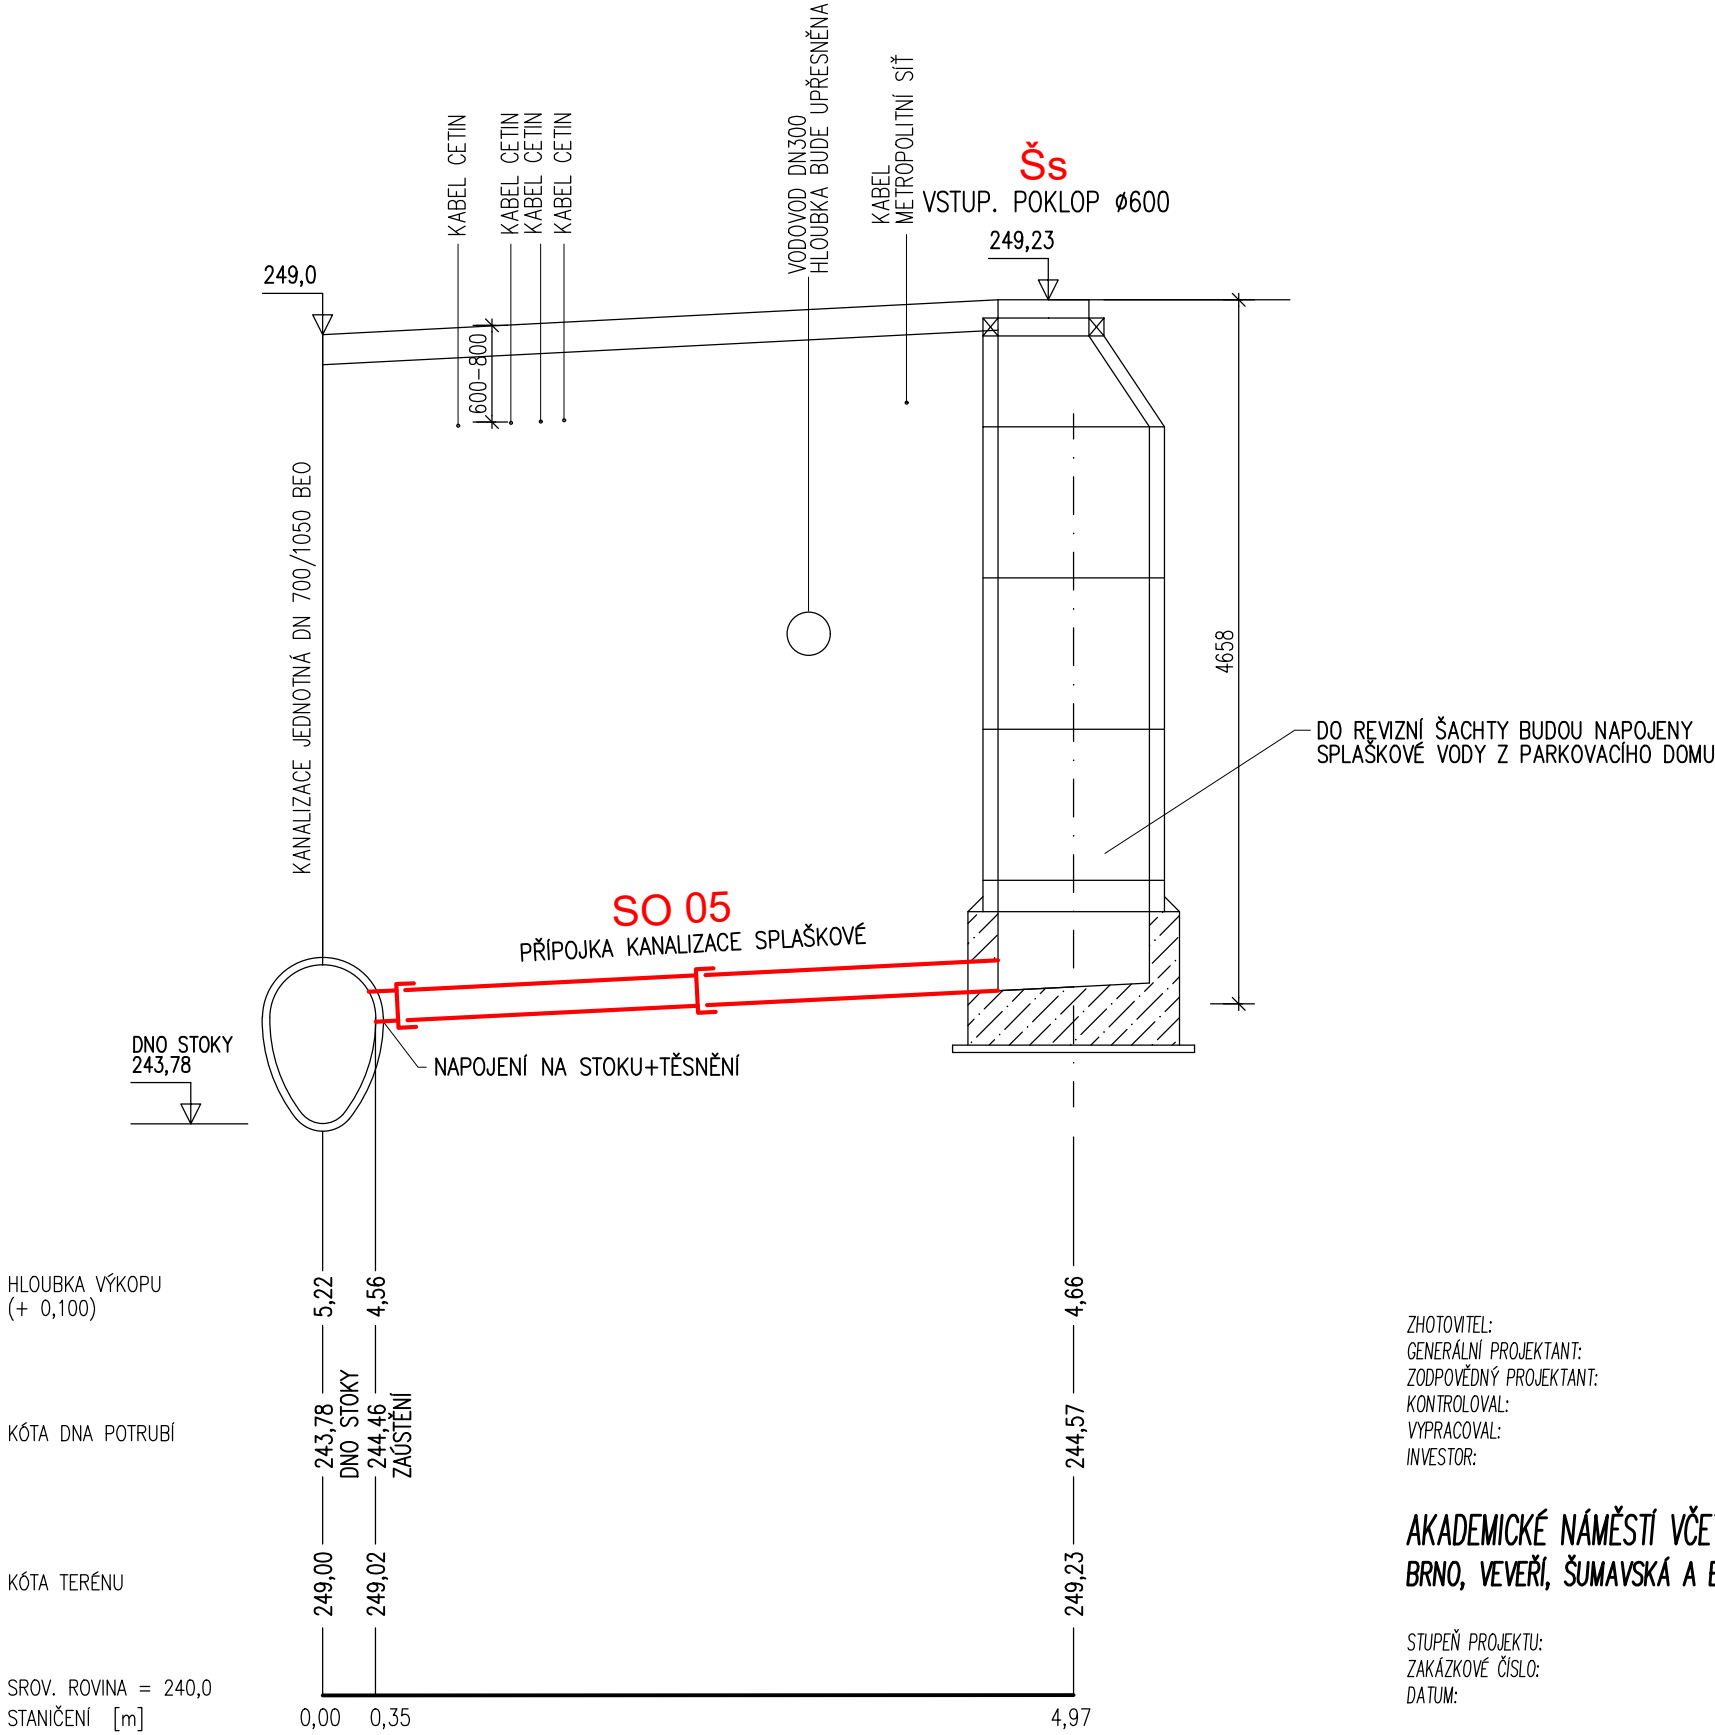 KABEL CETIN
KABEL CETIN
KABEL CETIN
KABEL CETIN
VODOVOD DN300
HLOUBKA BUDE UPŘESNĚNA
KABEL
METROPOLITNÍ SÍŤ
Šs
VSTUP. POKLOP ø600
249,23
249,0
600-800
KANALIZACE JEDNOTNÁ DN 700/1050 BEO
4658
DO REVIZNÍ ŠACHTY BUDOU NAPOJENY
SPLAŠKOVÉ VODY Z PARKOVACÍHO DOMU
SO 05
PŘÍPOJKA KANALIZACE SPLAŠKOVÉ
DNO STOKY
243,78
NAPOJENÍ NA STOKU+TĚSNĚNÍ
HLOUBKA VÝKOPU
(+ 0,100)
5,22
4,56
4,66
KÓTA DNA POTRUBÍ
243,78
DNO STOKY
244,46
ZAÚSTĚNÍ
244,57
KÓTA TERÉNU
249,00
249,02
249,23
SROV. ROVINA = 240,0
STANIČENÍ [m]
0,00
0,35
4,97
ZHOTOVITEL:
GENERÁLNÍ PROJEKTANT:
ZODPOVĚDNÝ PROJEKTANT:
KONTROLOVAL:
VYPRACOVAL:
INVESTOR:
AKADEMICKÉ NÁMĚSTÍ
BRNO, VEVEŘÍ, ŠUMAVSKÁ A
STUPEŇ PROJEKTU:
ZAKÁZKOVÉ ČÍSLO:
DATUM: